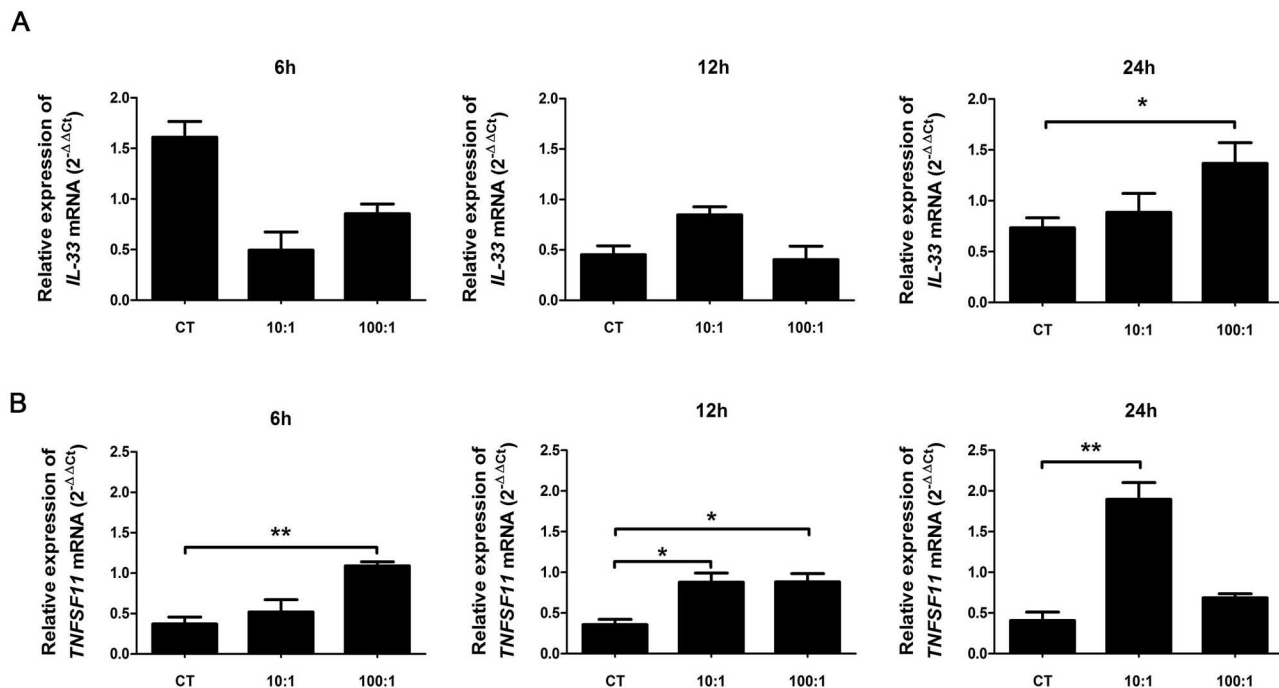 A
6h
Relative expression of
IL-33 mRNA (2-ΔΔCt)
2.0
1.5
1.0
0.5
0.0
CT 10:1 100:1
12h
Relative expression of
IL-33 mRNA (2-ΔΔCt)
2.0
1.5
1.0
0.5
0.0
CT 10:1 100:1
24h
Relative expression of
IL-33 mRNA (2-ΔΔCt)
2.0
1.5
1.0
0.5
0.0
*
CT 10:1 100:1
B
6h
Relative expression of
TNFSF11 mRNA (2-ΔΔCt)
2.5
2.0
1.5
1.0
0.5
0.0
**
CT 10:1 100:1
12h
Relative expression of
TNFSF11 mRNA (2-ΔΔCt)
2.5
2.0
1.5
1.0
0.5
0.0
*
*
CT 10:1 100:1
24h
Relative expression of
TNFSF11 mRNA (2-ΔΔCt)
2.5
2.0
1.5
1.0
0.5
0.0
**
CT 10:1 100:1